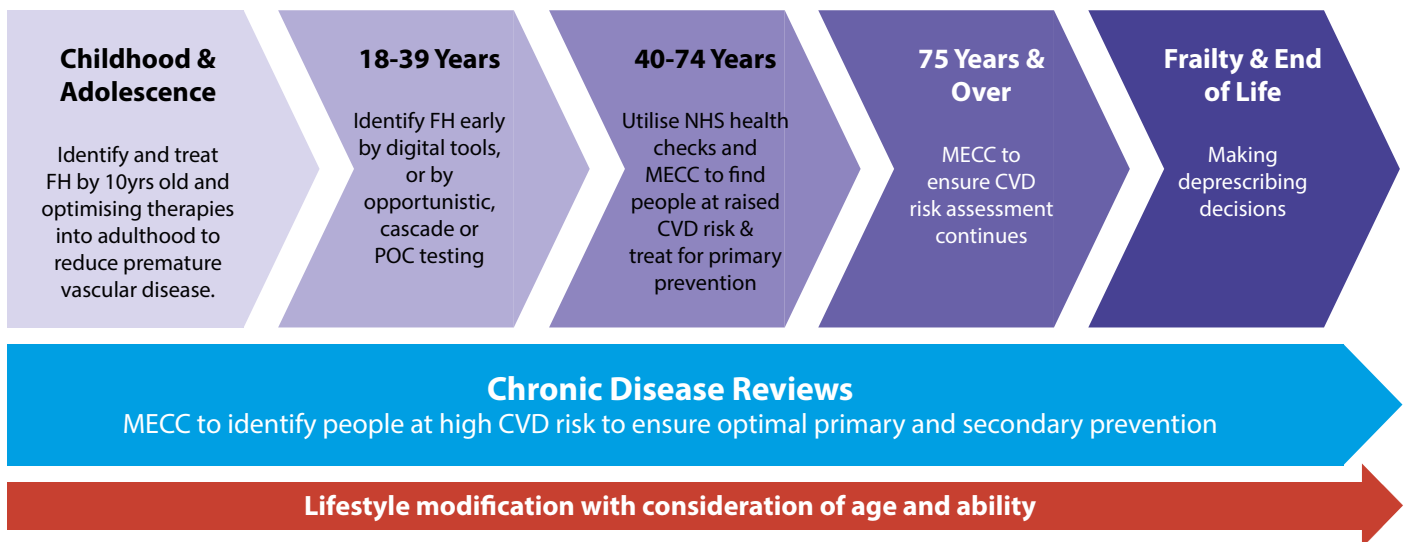 Childhood &
Adolescence
Identify and treat
FH by 10yrs old and
optimising therapies
into adulthood to
reduce premature
vascular disease.
18-39 Years
Identify FH early
by digital tools,
or by
opportunistic,
cascade or
POC testing
40-74 Years
Utilise NHS health
checks and
MECC to find
people at raised
CVD risk &
treat for primary
prevention
75 Years &
Over
MECC to
ensure CVD
risk assessment
continues
Frailty & End
of Life
Making
deprescribing
decisions
Chronic Disease Reviews
MECC to identify people at high CVD risk to ensure optimal primary and secondary prevention
Lifestyle modification with consideration of age and ability